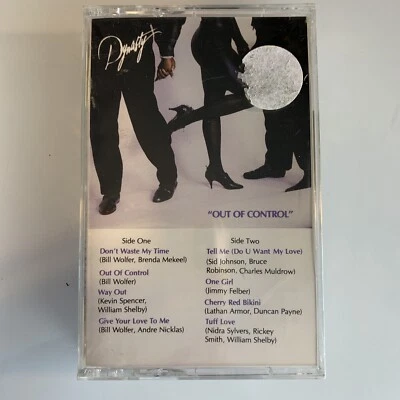 Dynasty
"OUT OF CONTROL"
Side One
Don't Waste My Time
(Bill Wolfer, Brenda Mekeel)
Out Of Control
(Bill Wolfer)
Way Out
(Kevin Spencer,
William Shelby)
Give Your Love To Me
(Bill Wolfer, Andre Nicklas)
Side Two
Tell Me (Do U Want My Love)
(Sid Johnson, Bruce
Robinson, Charles Muldrow)
One Girl
(Jimmy Felber)
Cherry Red Bikini
(Lathan Armor, Duncan Payne)
Tuff Love
(Nidra Sylvers, Rickey
Smith, William Shelby)